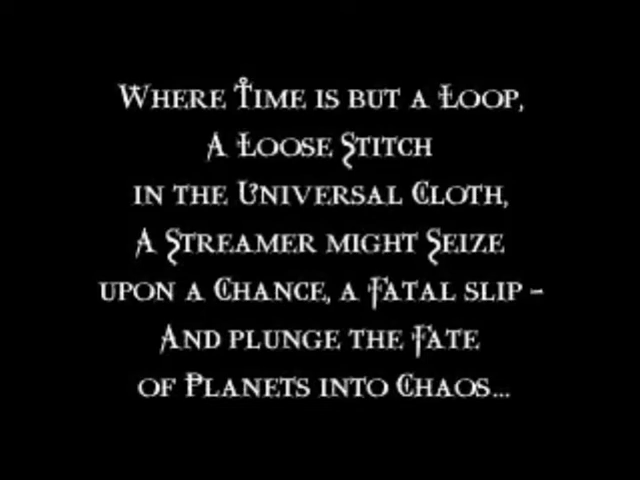 Where Time is but a Loop,
A Loose Stitch
in the Universal Cloth,
A Streamer might Seize
upon a Chance, a Fatal slip –
And plunge the Fate
of Planets into Chaos...